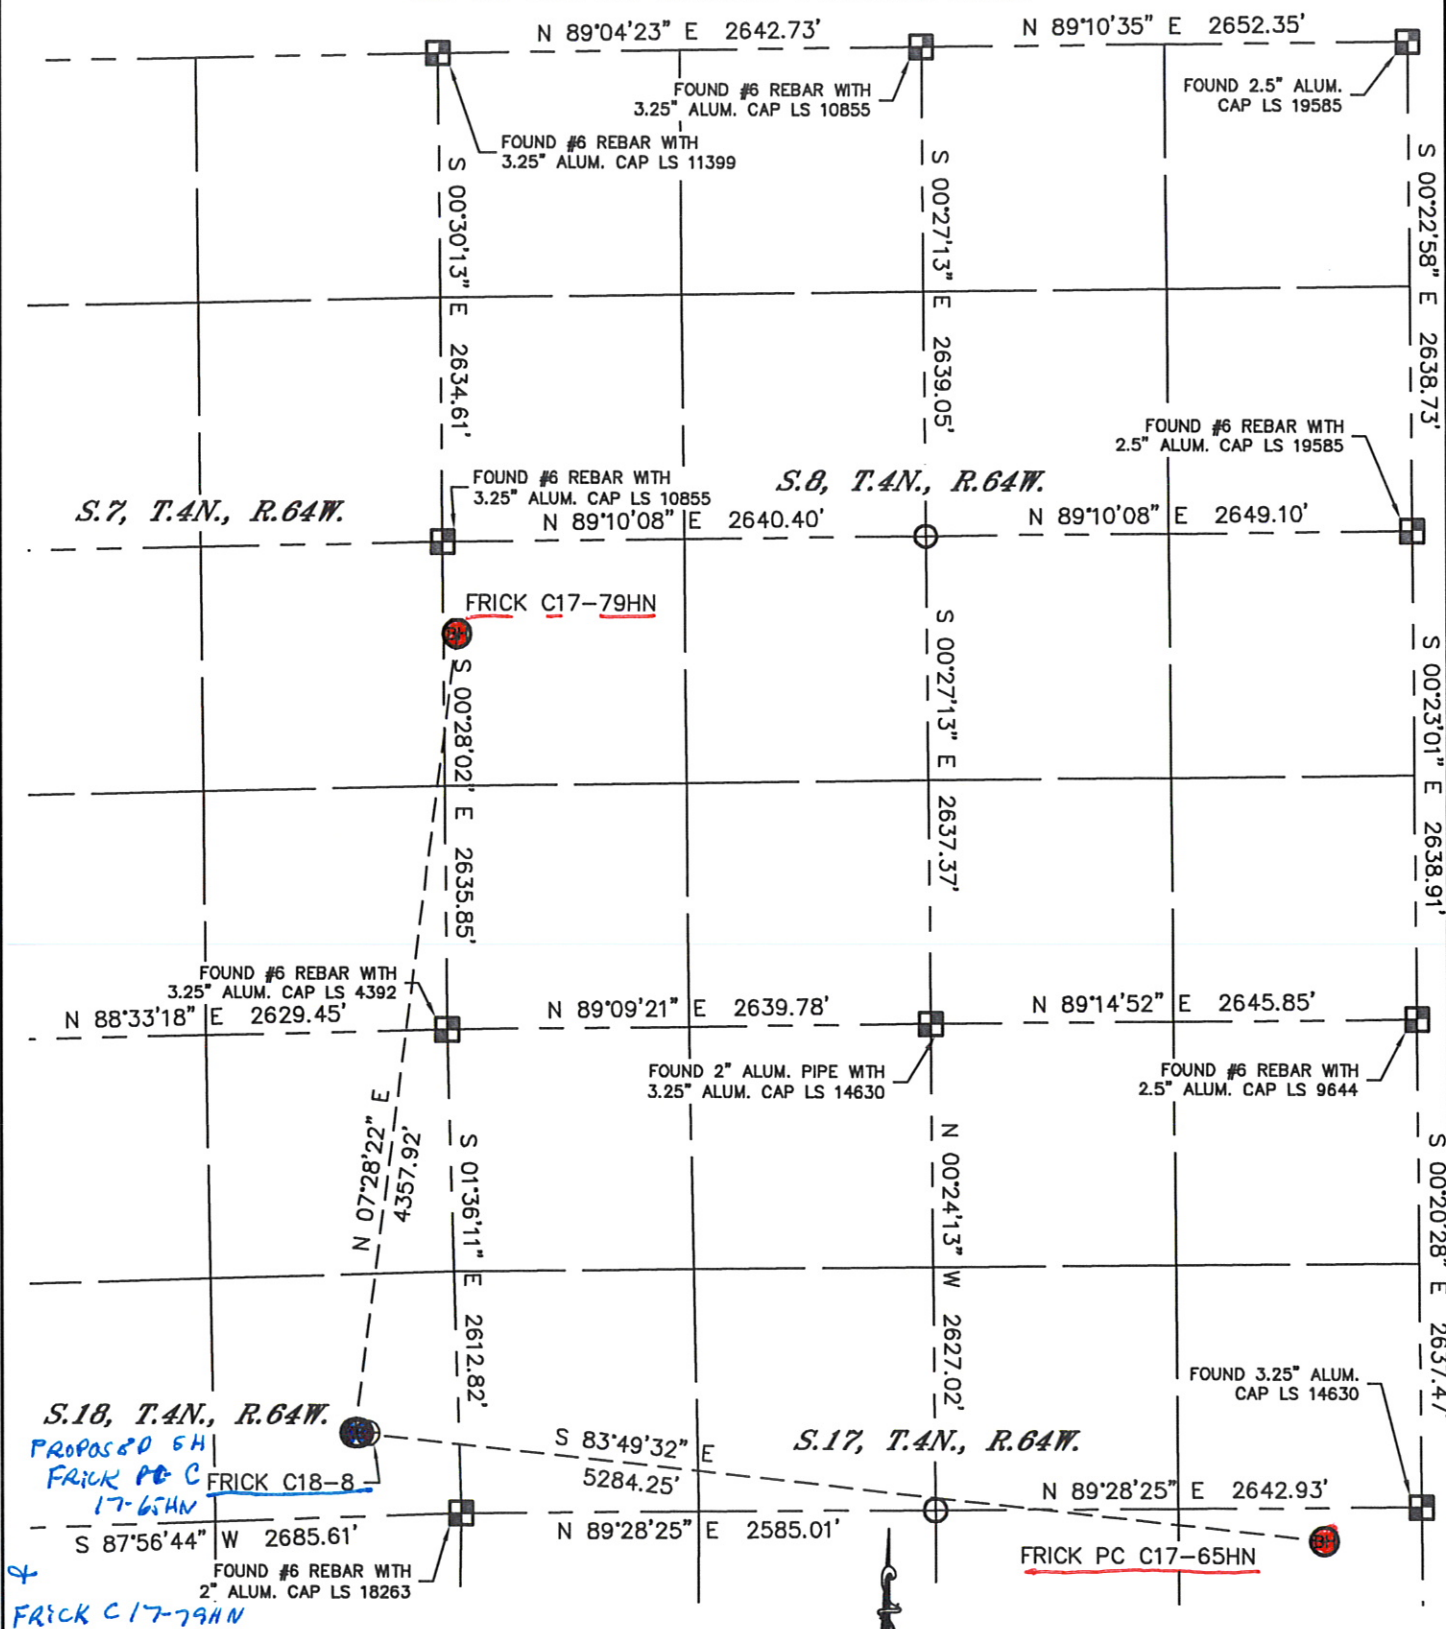 N 89°04'23" E 2642.73'
N 89°10'35" E 2652.35'
FOUND #6 REBAR WITH
3.25" ALUM. CAP LS 10855
FOUND 2.5" ALUM.
CAP LS 19585
FOUND #6 REBAR WITH
3.25" ALUM. CAP LS 11399
S 00°30'13" E 2634.61'
S 00°27'13" E 2639.05'
S 00°22'58" E 2638.73'
FOUND #6 REBAR WITH
2.5" ALUM. CAP LS 19585
FOUND #6 REBAR WITH
3.25" ALUM. CAP LS 10855
S.7, T.4N., R.64W.
S.8, T.4N., R.64W.
N 89°10'08" E 2640.40'
N 89°10'08" E 2649.10'
FRICK C17-79HN
BH
S 00°28'02" E 2635.85'
S 00°27'13" E 2637.37'
S 00°23'01" E 2638.91'
FOUND #6 REBAR WITH
3.25" ALUM. CAP LS 4392
N 88°33'18" E 2629.45'
N 89°09'21" E 2639.78'
N 89°14'52" E 2645.85'
FOUND 2" ALUM. PIPE WITH
3.25" ALUM. CAP LS 14630
FOUND #6 REBAR WITH
2.5" ALUM. CAP LS 9644
N 07°28'22" E
4357.92'
S 01°36'11" E 2612.82'
N 00°24'13" W 2627.02'
S 00°20'28" E 2637.47
FOUND 3.25" ALUM.
CAP LS 14630
S.18, T.4N., R.64W.
PROPOSED
FRICK C
17-65HN
FRICK C18-8
S 83°49'32" E
5284.25'
S.17, T.4N., R.64W.
N 89°28'25" E 2642.93'
S 87°56'44" W 2685.61'
N 89°28'25" E 2585.01'
BH
FRICK PC C17-65HN
FOUND #6 REBAR WITH
2" ALUM. CAP LS 18263
&
FRICK C17-79HN